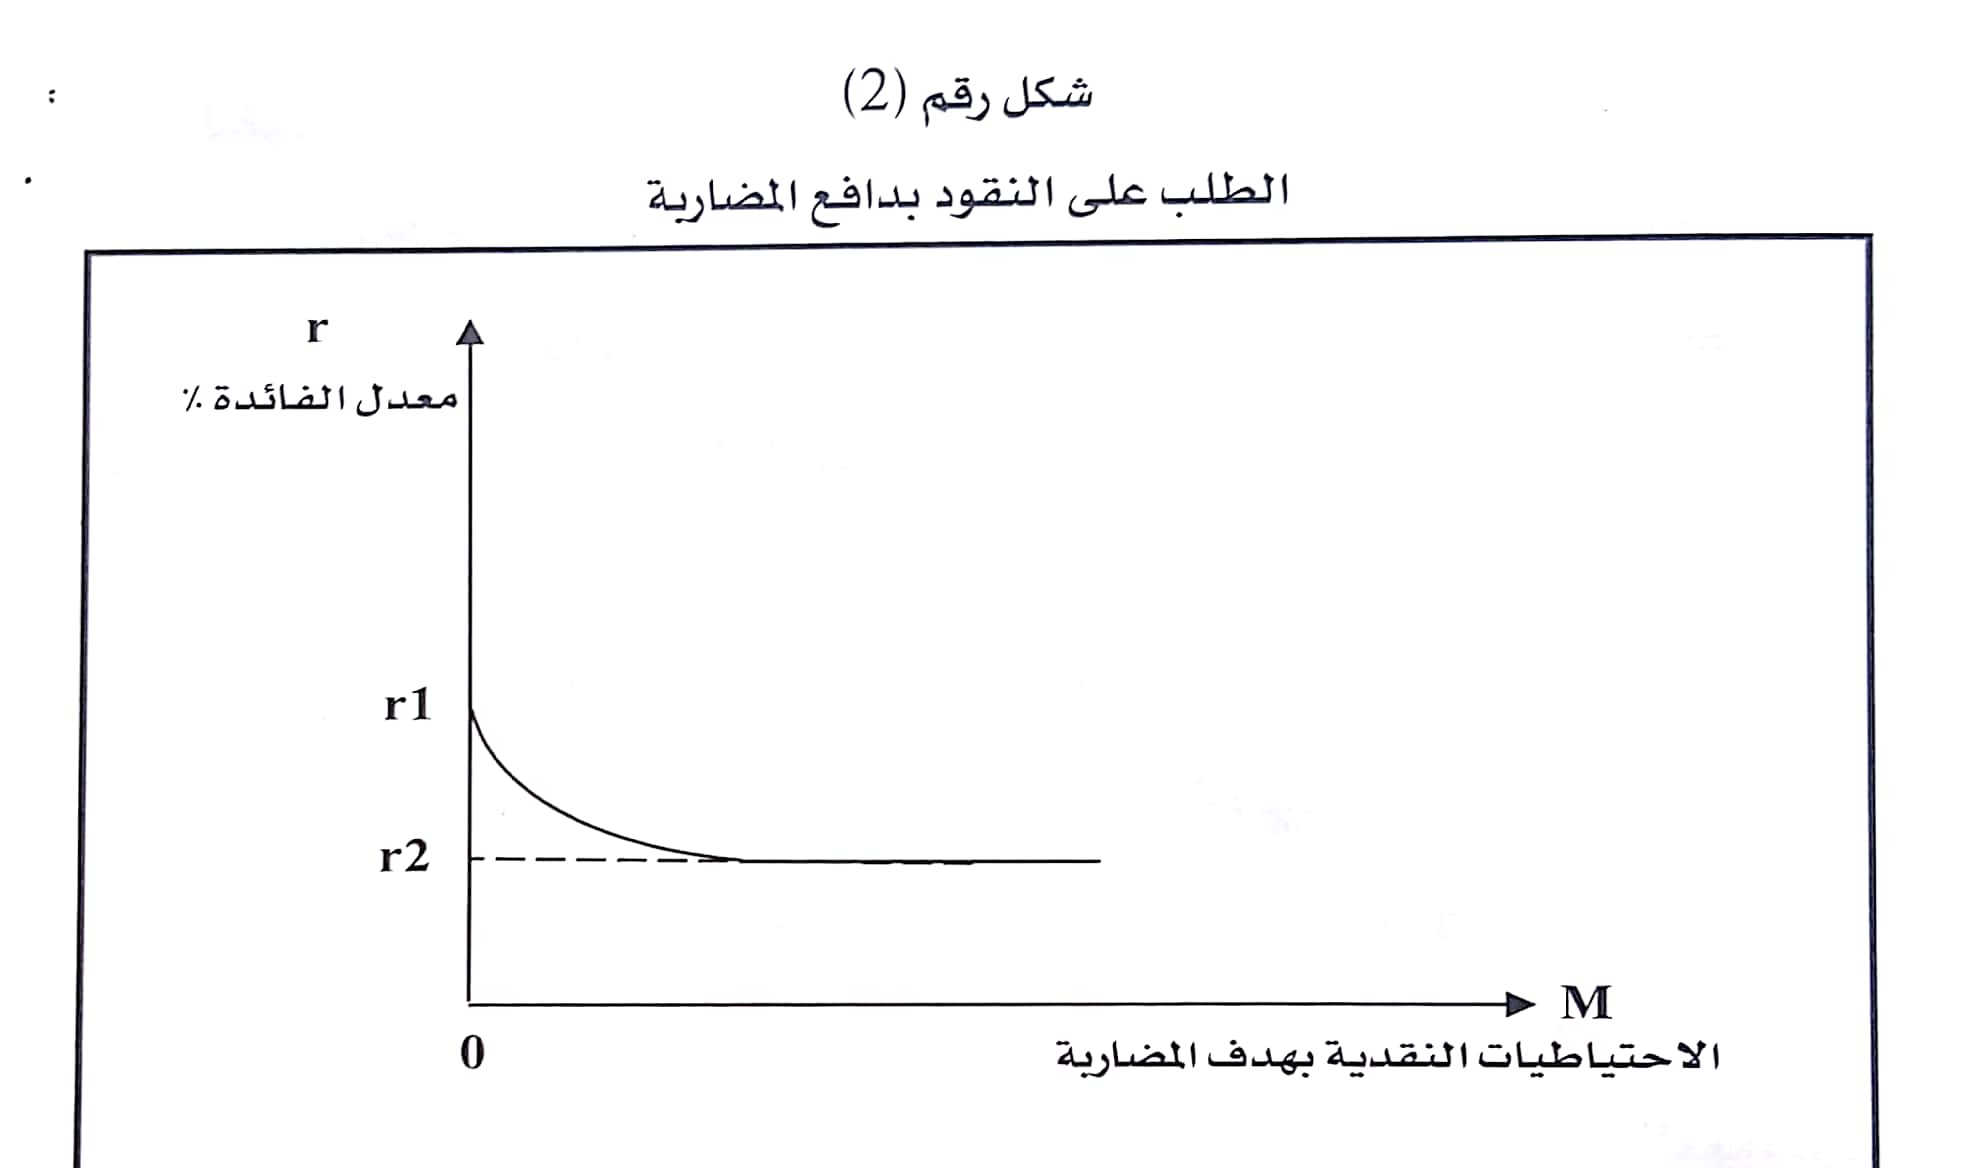 شكل رقم (2)
الطلب على النقود بدافع المضاربة
r
معدل الفائدة ٪
r1
r2
M
0
الاحتياطيات النقدية بهدف المضاربة